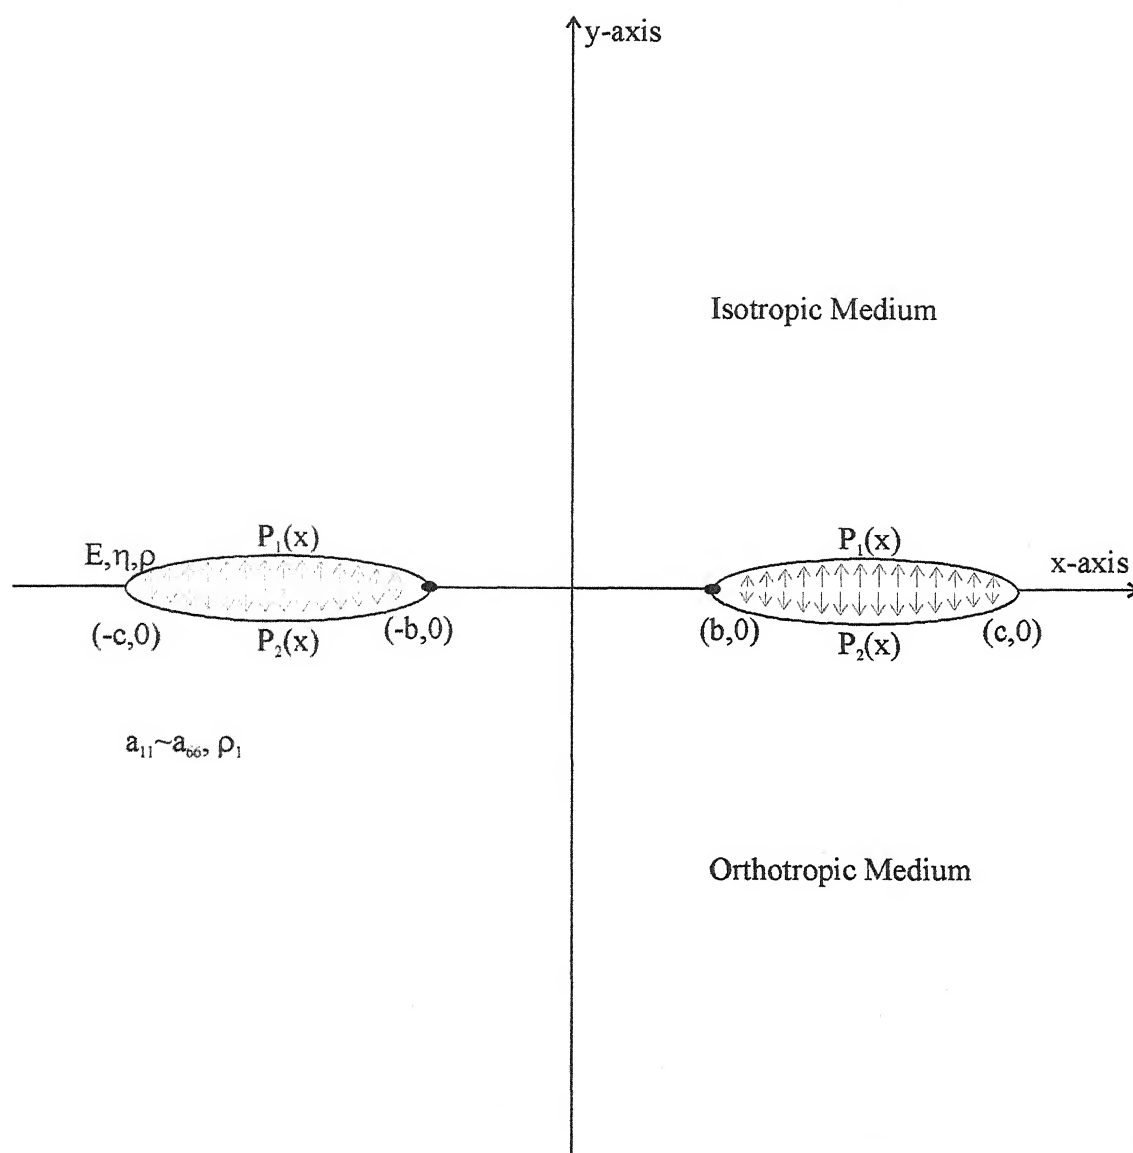 y-axis
Isotropic Medium
P₁(x)
P₁(x)
E,η,ρ
x-axis
(-c,0)
P₂(x)
(-b,0)
(b,0)
P₂(x)
(c,0)
a₁₁~a₆₆, ρ₁
Orthotropic Medium